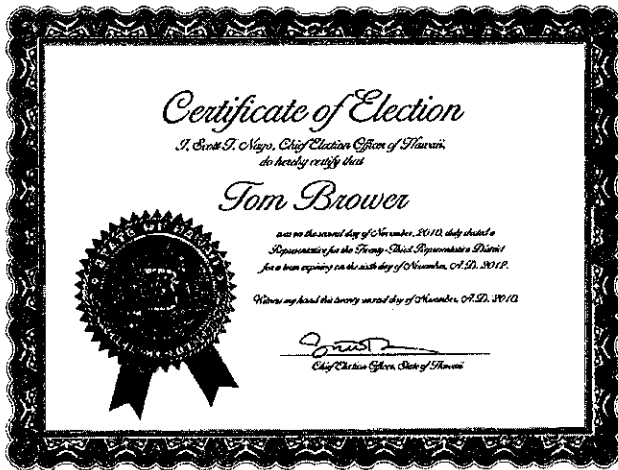 Certificate of Election
I, Scott T. Nago, Chief Election Officer of Hawaii,
do hereby certify that
Tom Brower
was on the second day of November, 2010, duly elected a
Representative for the Twenty-Third Representative District
for a term expiring on the sixth day of November, A.D. 2012.
Witness my hand this twenty second day of November, A.D. 2010.
Chief Election Officer, State of Hawaii
STATE OF HAWAII